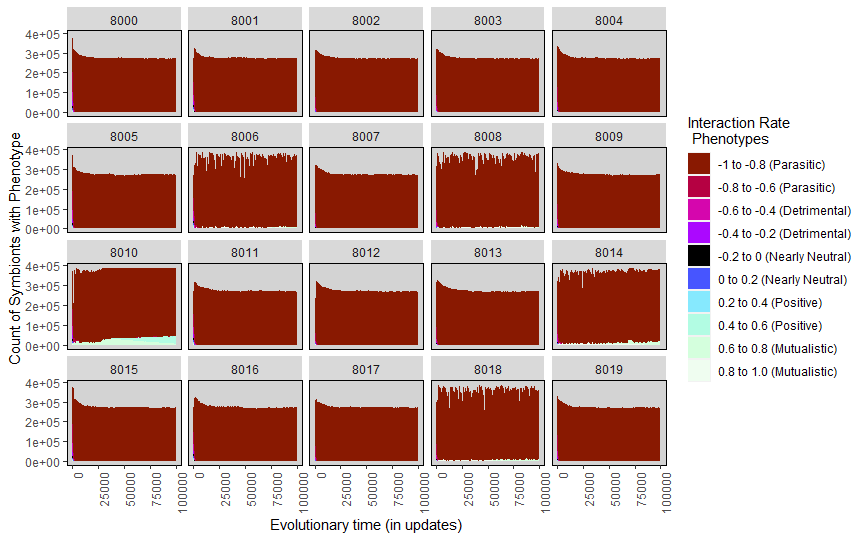 8000 8001 8002 8003 8004
4e+05
3e+05
2e+05
1e+05
0e+00
8005 8006 8007 8008 8009
4e+05
3e+05
2e+05
1e+05
0e+00
8010 8011 8012 8013 8014
4e+05
3e+05
2e+05
1e+05
0e+00
8015 8016 8017 8018 8019
4e+05
3e+05
2e+05
1e+05
0e+00
0 25000 50000 75000 100000 0 25000 50000 75000 100000 0 25000 50000 75000 100000 0 25000 50000 75000 100000 0 25000 50000 75000 100000
Evolutionary time (in updates)
Count of Symbionts with Phenotype
Interaction Rate
Phenotypes
-1 to -0.8 (Parasitic)
-0.8 to -0.6 (Parasitic)
-0.6 to -0.4 (Detrimental)
-0.4 to -0.2 (Detrimental)
-0.2 to 0 (Nearly Neutral)
0 to 0.2 (Nearly Neutral)
0.2 to 0.4 (Positive)
0.4 to 0.6 (Positive)
0.6 to 0.8 (Mutualistic)
0.8 to 1.0 (Mutualistic)